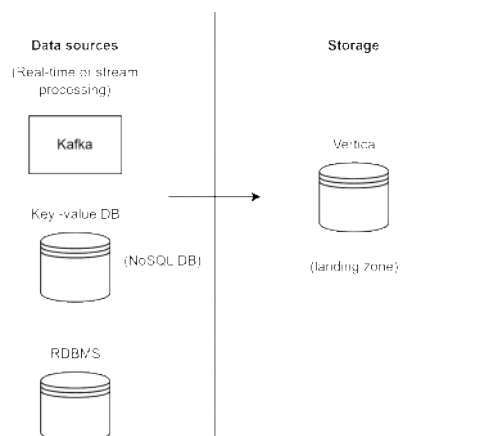 Data sources
(Real-time or stream
processing)
Kafka
Key -value DB
(NoSQL DB)
RDBMS
Storage
Vertica
(landing zone)